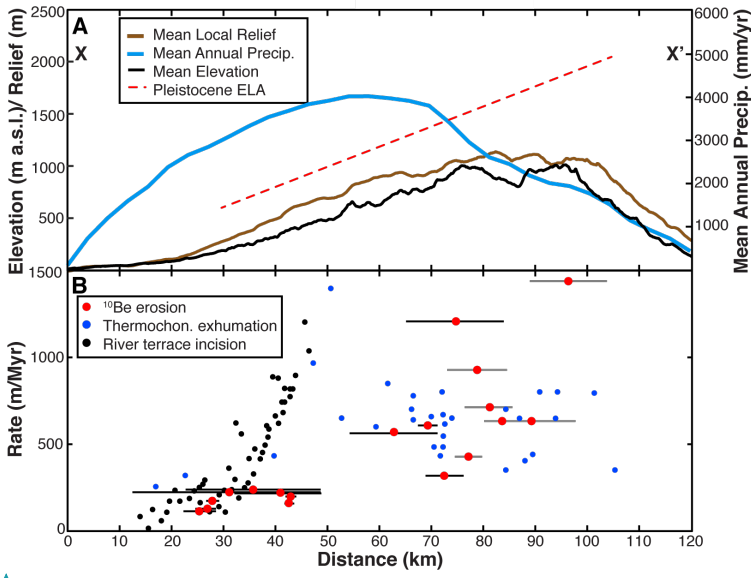 A
X
X'
Mean Local Relief
Mean Annual Precip.
Mean Elevation
Pleistocene ELA
Elevation (m a.s.l.)/ Relief (m)
2500
2000
1500
1000
500
0
Mean Annual Precip. (mm/yr)
6000
5000
4000
3000
2000
1000
B
¹⁰Be erosion
Thermochon. exhumation
River terrace incision
Rate (m/Myr)
1500
1000
500
0
0 10 20 30 40 50 60 70 80 90 100 110 120
Distance (km)